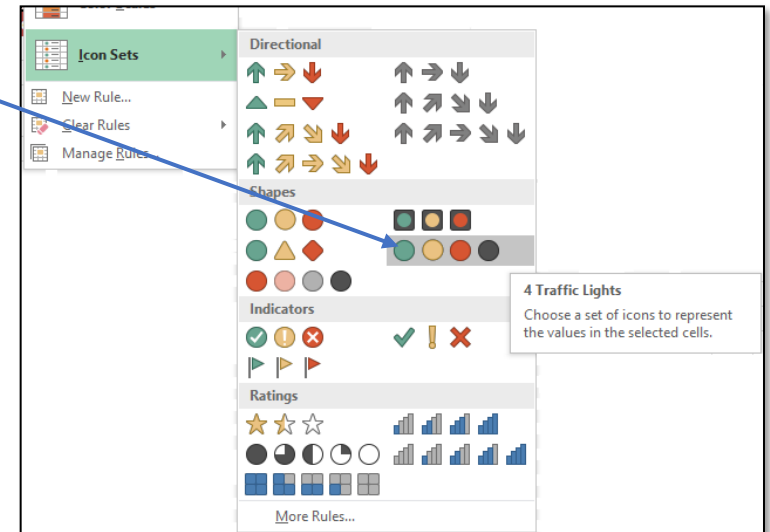 Icon Sets
New Rule...
Clear Rules
Manage Rules...
Directional
Shapes
4 Traffic Lights
Choose a set of icons to represent
the values in the selected cells.
Indicators
Ratings
More Rules...